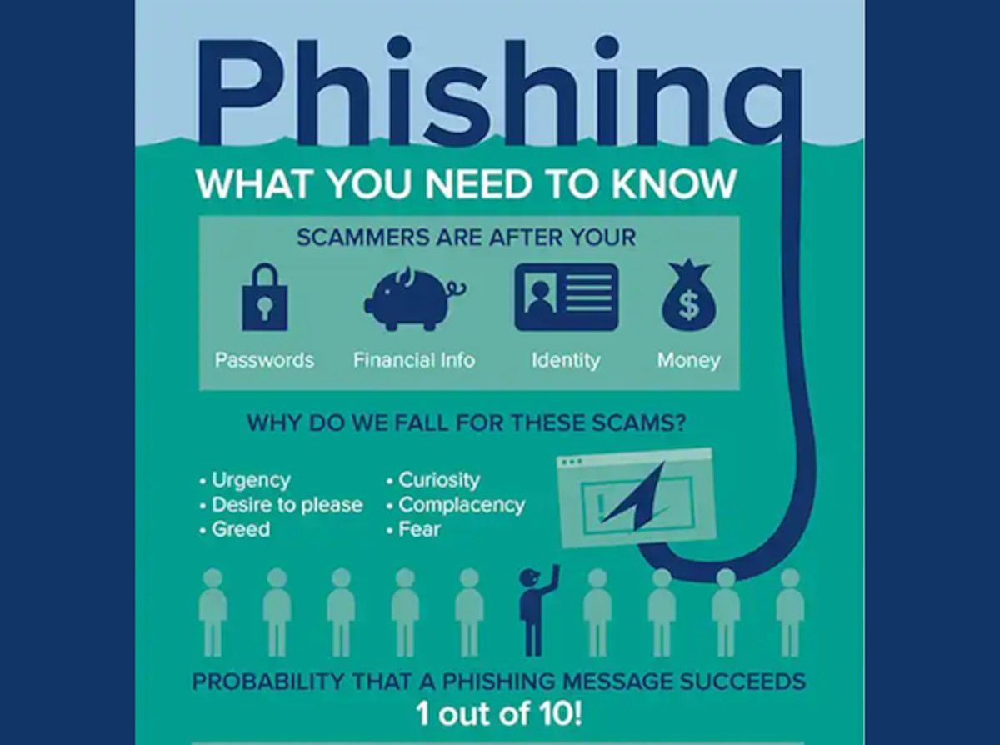 Phishing
WHAT YOU NEED TO KNOW
SCAMMERS ARE AFTER YOUR
$
Passwords Financial Info Identity Money
WHY DO WE FALL FOR THESE SCAMS?
• Urgency
• Desire to please
• Greed
• Curiosity
• Complacency
• Fear
!
PROBABILITY THAT A PHISHING MESSAGE SUCCEEDS
1 out of 10!